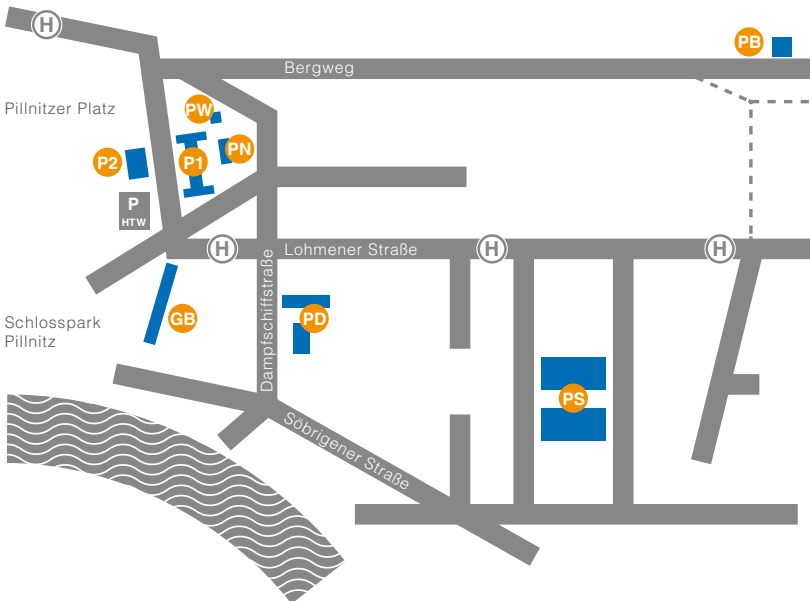 H
PB
Bergweg
Pillnitzer Platz
PW
PN
P2
P1
P
HTW
H
Lohmener Straße
H
H
Dampfschiffstraße
GB
PD
Schlosspark
Pillnitz
PS
Söbrigener Straße